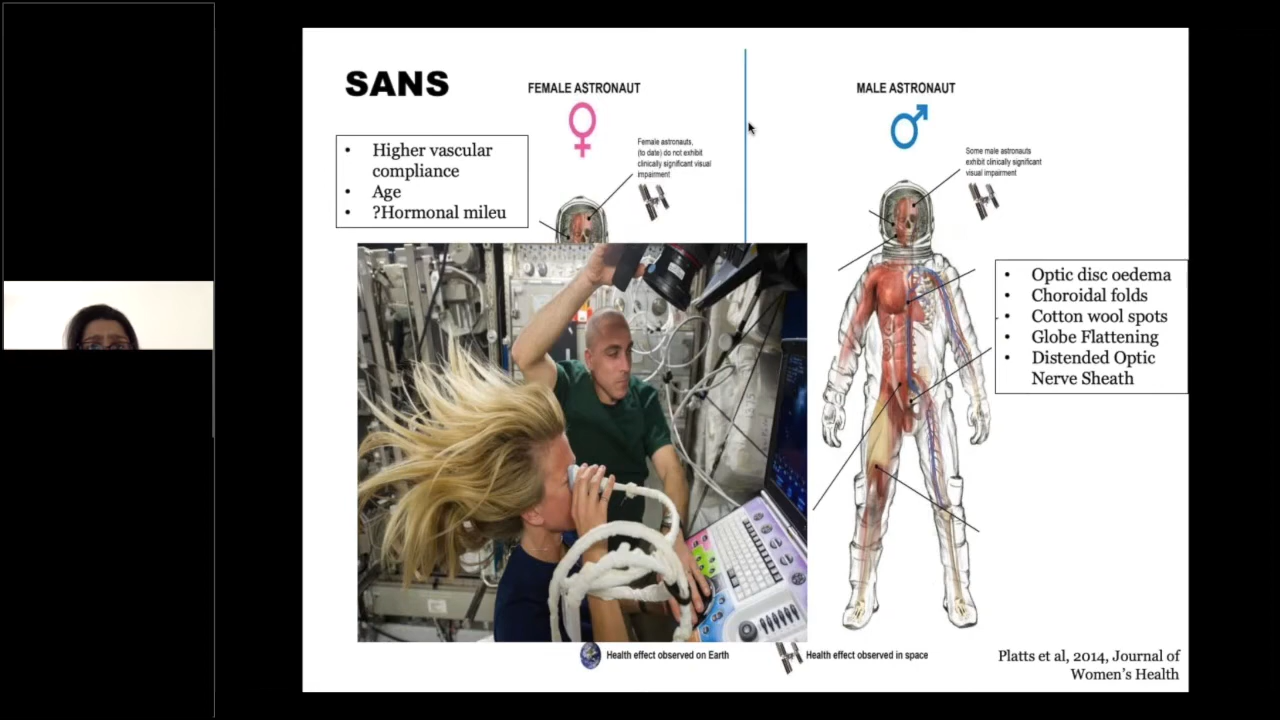 SANS
FEMALE ASTRONAUT
MALE ASTRONAUT
• Higher vascular
compliance
• Age
• ?Hormonal mileu
Female astronauts,
(to date) do not exhibit
clinically significant visual
impairment
Some male astronauts
exhibit clinically significant
visual impairment
• Optic disc oedema
• Choroidal folds
• Cotton wool spots
• Globe Flattening
• Distended Optic
Nerve Sheath
Health effect observed on Earth
Health effect observed in space
Platts et al, 2014, Journal of
Women's Health